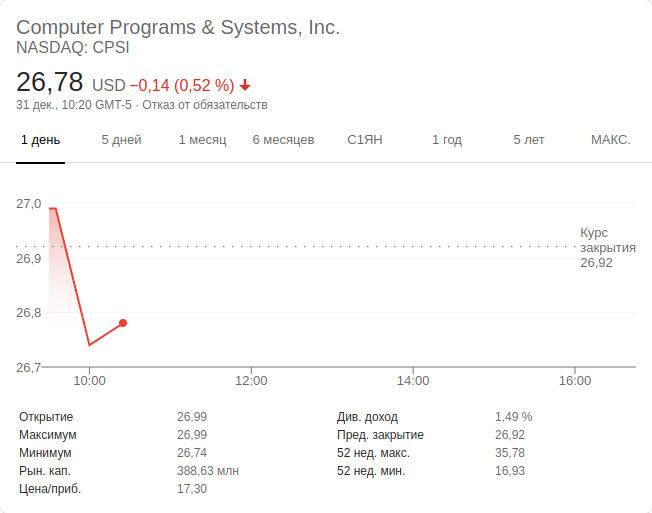 Computer Programs & Systems, Inc.
NASDAQ: CPSI
26,78 USD −0,14 (0,52 %)
31 дек., 10:20 GMT-5 · Отказ от обязательств
1 день 5 дней 1 месяц 6 месяцев С1ЯН 1 год 5 лет МАКС.
27,0
Курс
закрытия
26,92
26,9
26,8
26,7
10:00 12:00 14:00 16:00
Открытие 26,99 Див. доход 1,49 %
Максимум 26,99 Пред. закрытие 26,92
Минимум 26,74 52 нед. макс. 35,78
Рын. кап. 388,63 млн 52 нед. мин. 16,93
Цена/приб. 17,30